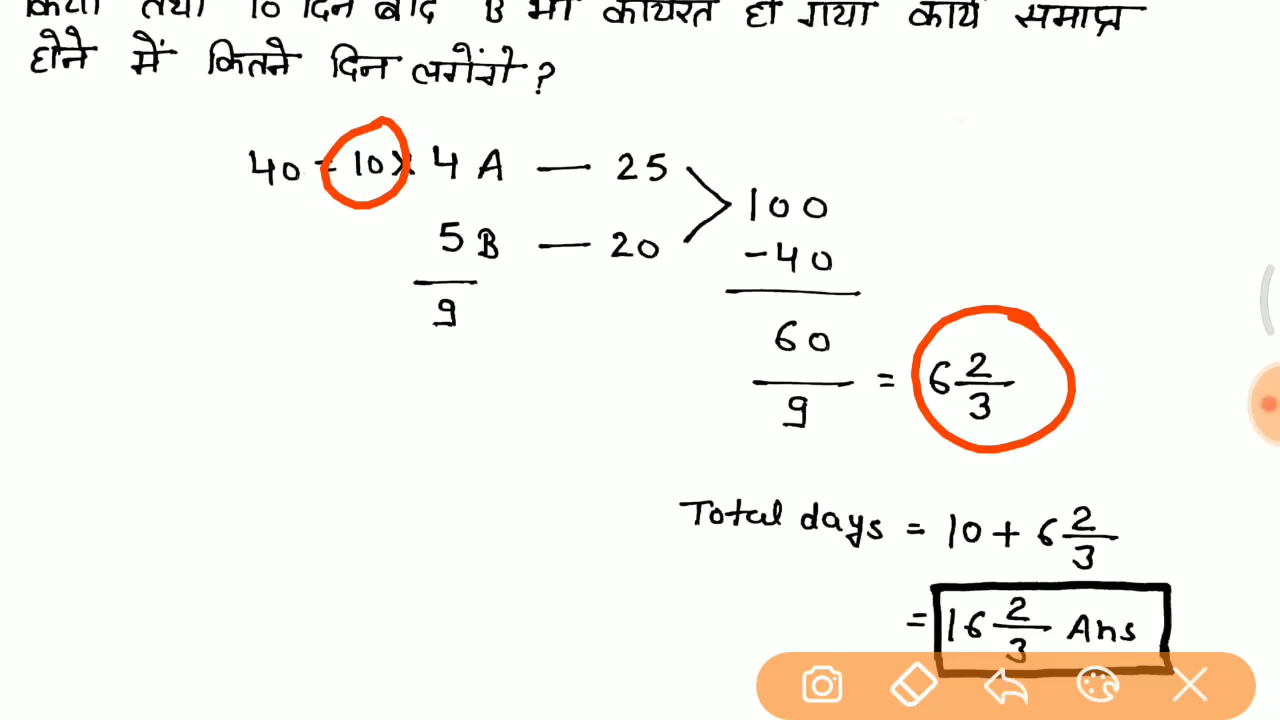 किया तथा 10 दिन बाद B भी कार्यरत हो गया कार्य समाप्त
होने में कितने दिन लगेंगे ?
40 = 10 × 4 A — 25
100
5 B — 20
- 40
9
60
9
= 6 2/3
Total days = 10 + 6 2/3
= 16 2/3 Ans